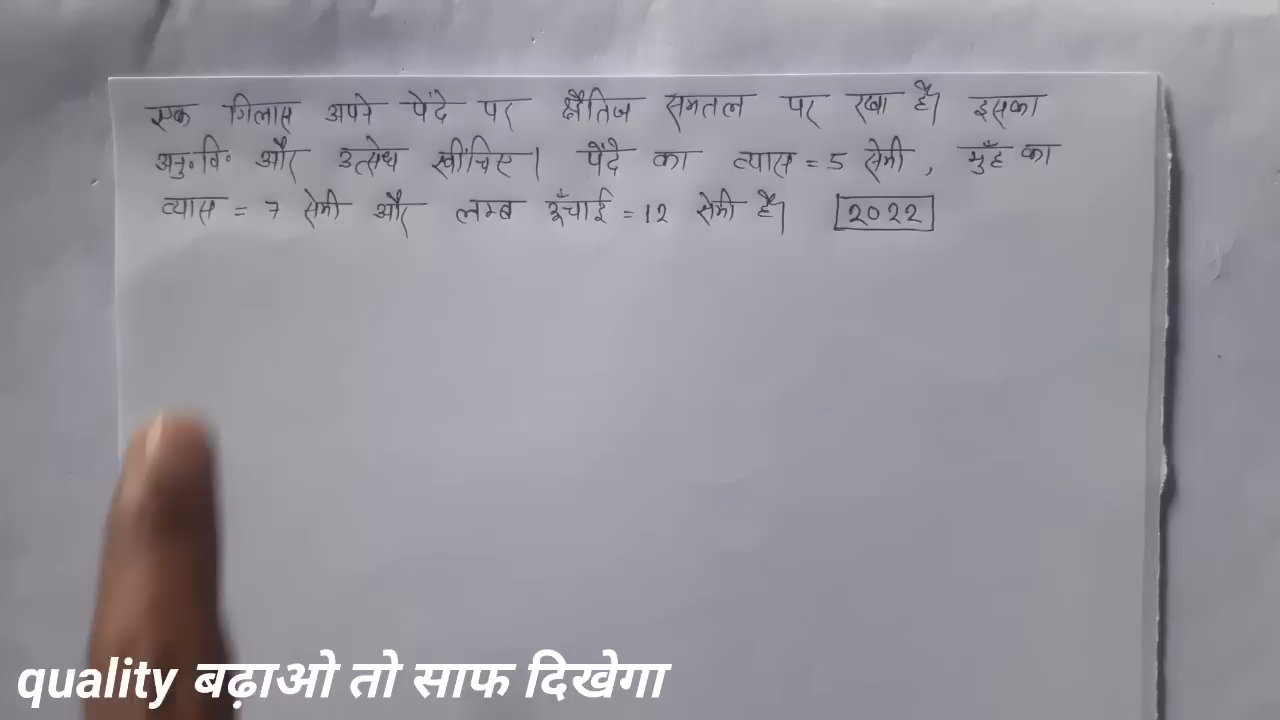 एक गिलास अपने पेंदे पर क्षैतिज समतल पर रखा है। इसका
अनु॰वि॰ और उत्सेध खींचिए। पेंदे का व्यास = 5 सेमी , मुँह का
व्यास = 7 सेमी और लम्ब ऊँचाई = 12 सेमी है। 2022
quality बढ़ाओ तो साफ दिखेगा